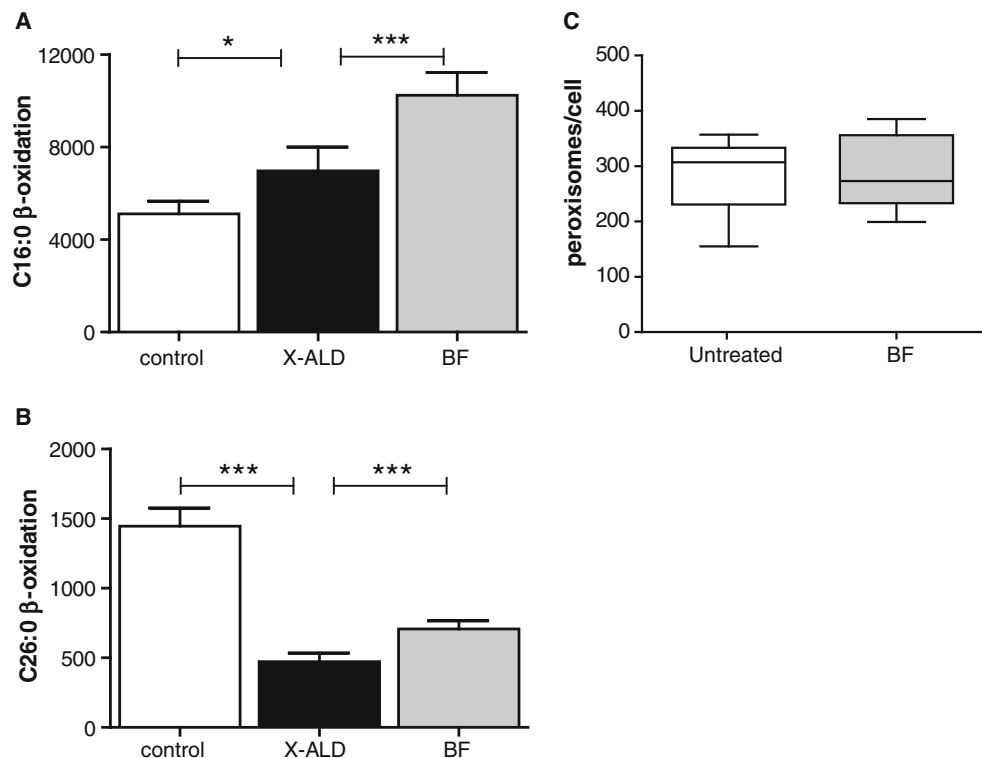 A
C16:0 β-oxidation
12000
8000
4000
0
*
***
control
X-ALD
BF
B
C26:0 β-oxidation
2000
1500
1000
500
0
***
***
control
X-ALD
BF
C
peroxisomes/cell
500
400
300
200
100
0
Untreated
BF